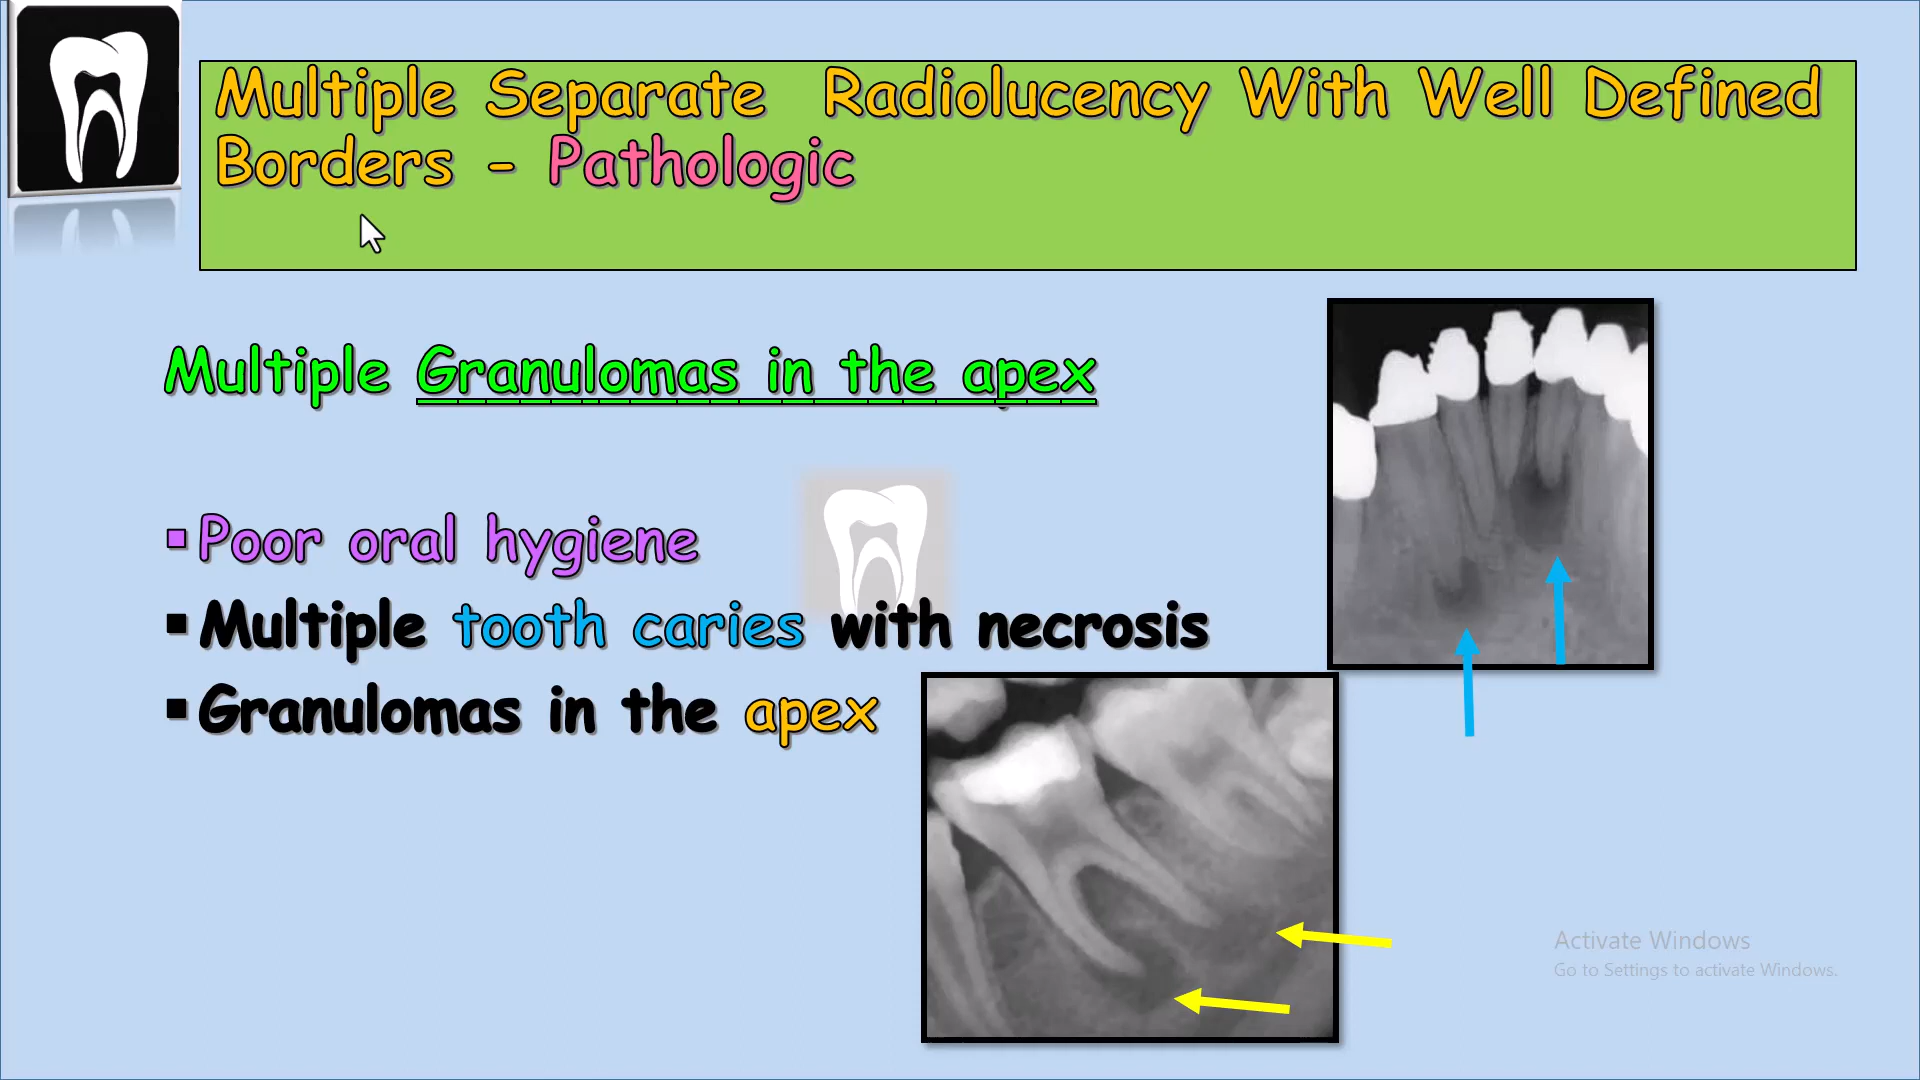 Multiple Separate Radiolucency With Well Defined
Borders - Pathologic
Multiple Granulomas in the apex
▪Poor oral hygiene
▪Multiple tooth caries with necrosis
▪Granulomas in the apex
Activate Windows
Go to Settings to activate Windows.